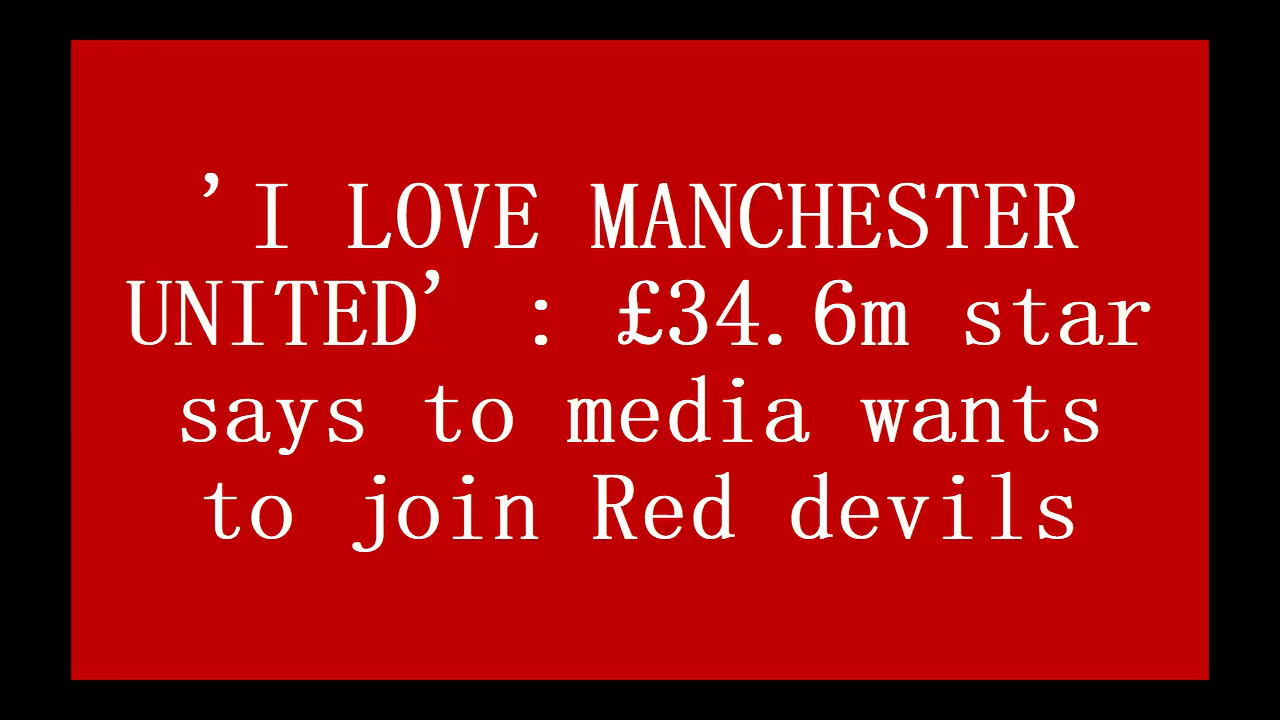 ’I LOVE MANCHESTER
UNITED’ : £34.6m star
says to media wants
to join Red devils